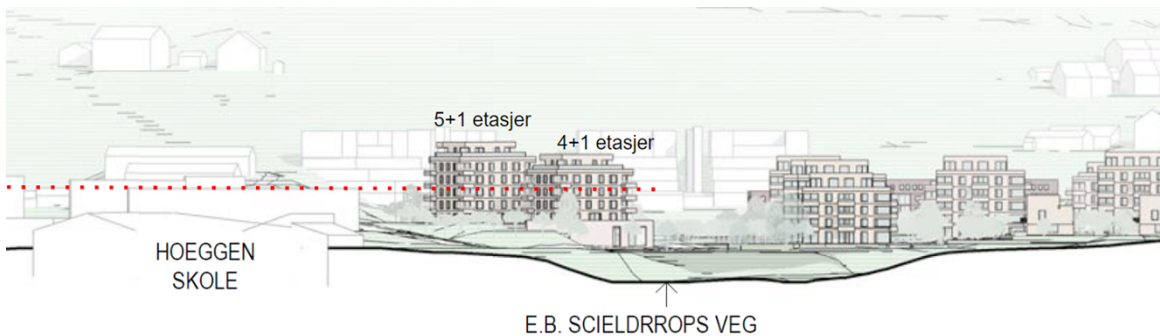 5+1 etasjer
4+1 etasjer
HOEGGEN
SKOLE
E.B. SCIELDRROPS VEG